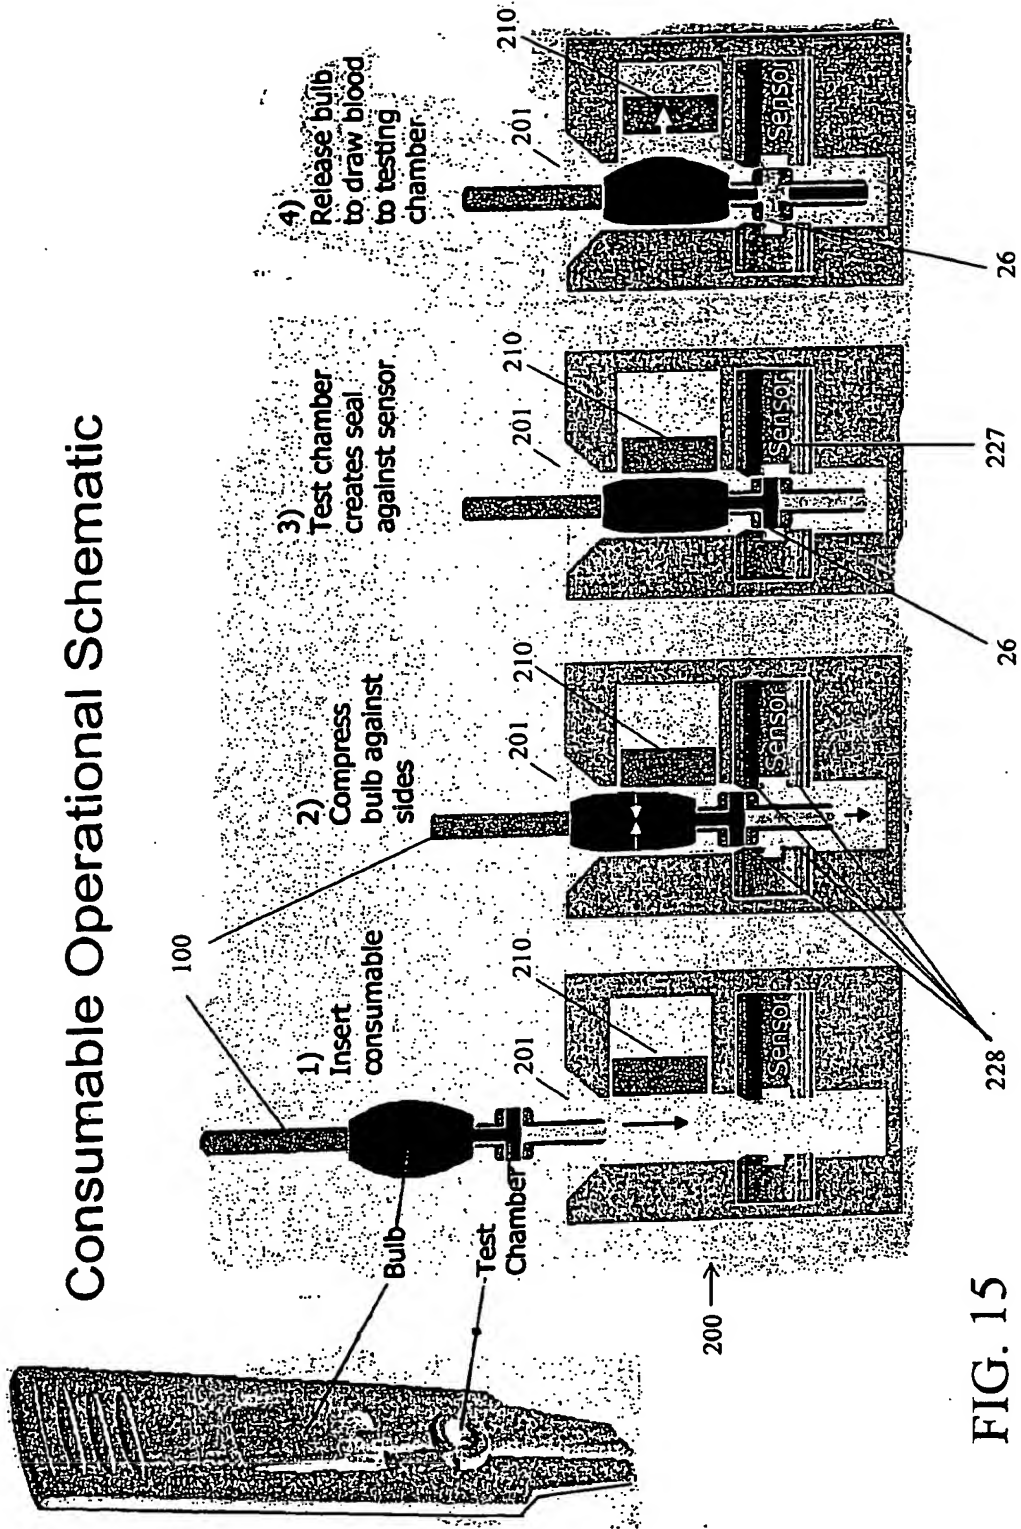 Consumable Operational Schematic
100
Bulb
Test
Chamber
1)
Insert
consumable
201
210
Sensor
2)
Compress
bulb against
sides
201
210
Sensor
3)
Test chamber
creates seal
against sensor
201
210
Sensor
4)
Release bulb
to draw blood
to testing
chamber
201
210
Sensor
200
228
26
227
26
FIG. 15